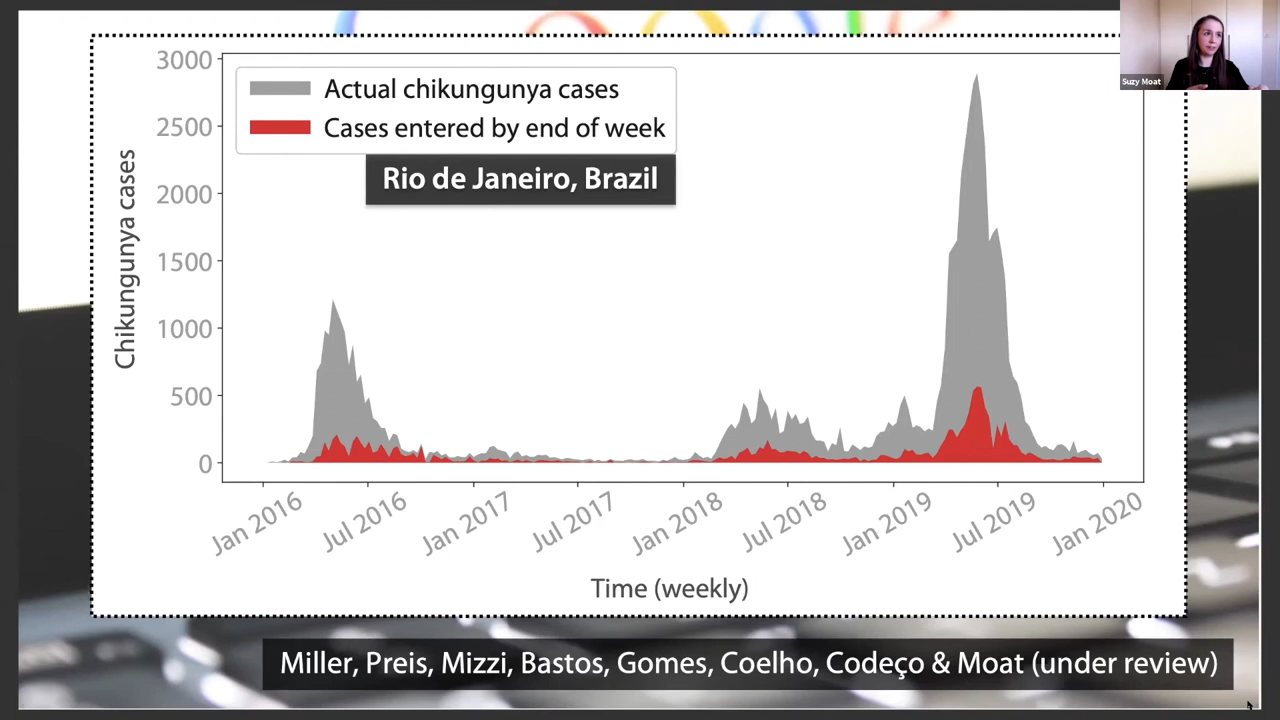 Suzy Moat
3000
2500
2000
1500
1000
500
0
Chikungunya cases
Actual chikungunya cases
Cases entered by end of week
Rio de Janeiro, Brazil
Jan 2016
Jul 2016
Jan 2017
Jul 2017
Jan 2018
Jul 2018
Jan 2019
Jul 2019
Jan 2020
Time (weekly)
Miller, Preis, Mizzi, Bastos, Gomes, Coelho, Codeço & Moat (under review)